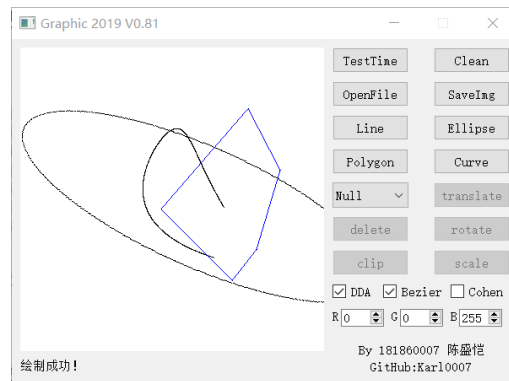 Graphic 2019 V0.81
TestTime Clean
OpenFile SaveImg
Line Ellipse
Polygon Curve
Null translate
delete rotate
clip scale
DDA Bezier Cohen
R 0 G 0 B 255
By 181860007 陈盛恺
GitHub:Karl0007
绘制成功!